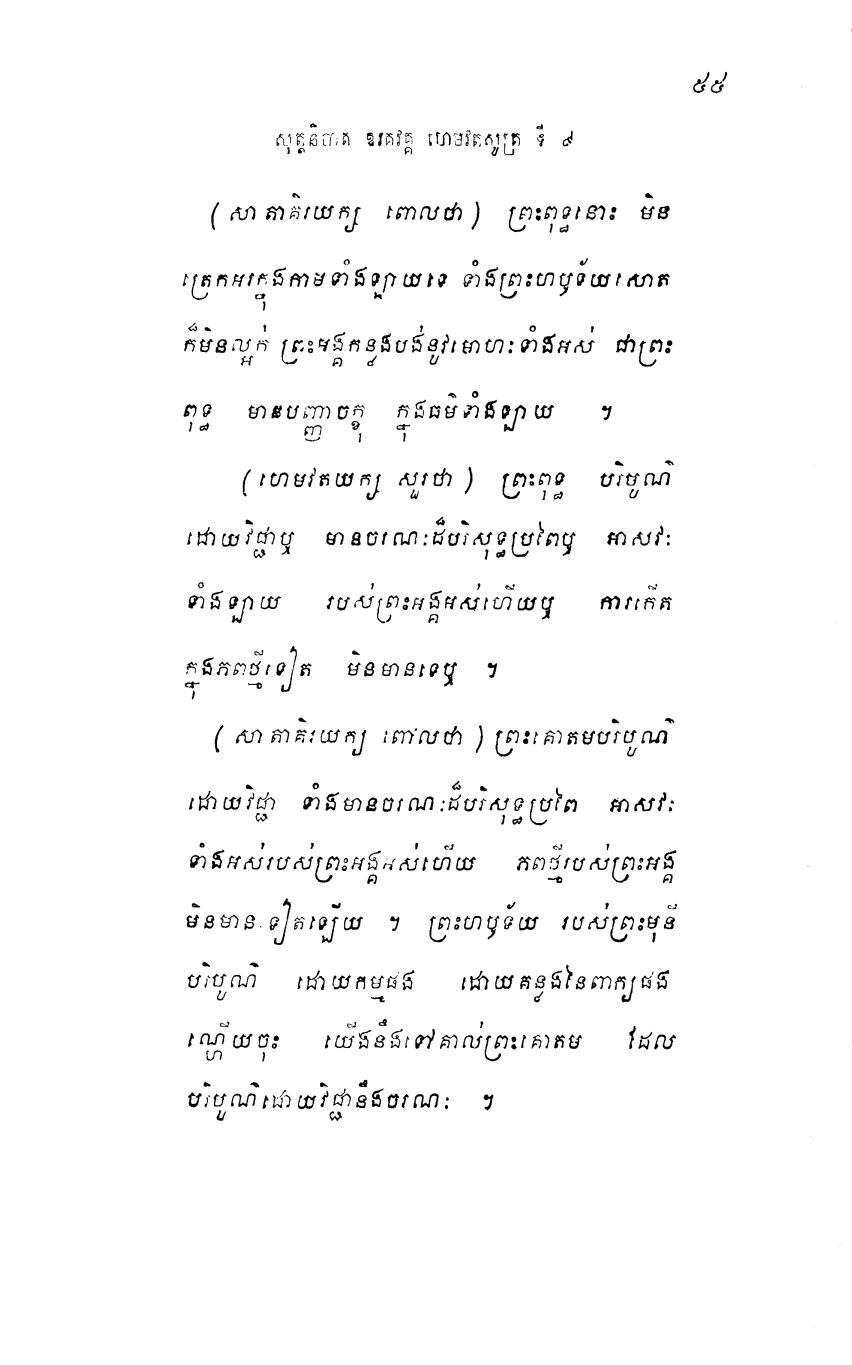 ៥៥
សុត្តនិបាត ឧរគវគ្គ ហេមវតសូត្រ ទី ៩
(សាតាគិរយក្ស ពោលថា) ព្រះពុទ្ធនោះ មិន
ត្រេកអរក្នុងកាមទាំងឡាយទេ ទាំងព្រះហឫទ័យសោត
ក៏មិនល្អក់ ព្រះអង្គកន្លងបង់នូវមោហៈទាំងអស់ ជាព្រះ
ពុទ្ធ មានបញ្ញាចក្ខុ ក្នុងធម៌ទាំងឡាយ ។
(ហេមវតយក្ស សួរថា) ព្រះពុទ្ធ បរិបូណ៌
ដោយវិជ្ជាឬ មានចរណៈដ៏បរិសុទ្ធប្រពៃឬ អាសវៈ
ទាំងឡាយ របស់ព្រះអង្គអស់ហើយឬ ការកើត
ក្នុងភពថ្មីទៀត មិនមានទេឬ ។
(សាតាគិរយក្ស ពោលថា) ព្រះគោតមបរិបូណ៌
ដោយវិជ្ជា ទាំងមានចរណៈដ៏បរិសុទ្ធប្រពៃ អាសវៈ
ទាំងអស់របស់ព្រះអង្គអស់ហើយ ភពថ្មីរបស់ព្រះអង្គ
មិនមានទៀតឡើយ ។ ព្រះហឫទ័យ របស់ព្រះមុនី
បរិបូណ៌ ដោយកម្មផង ដោយគន្លងនៃពាក្យផង
ណ្ហើយចុះ យើងនឹងទៅគាល់ព្រះគោតម ដែល
បរិបូណ៌ដោយវិជ្ជានឹងចរណៈ ។